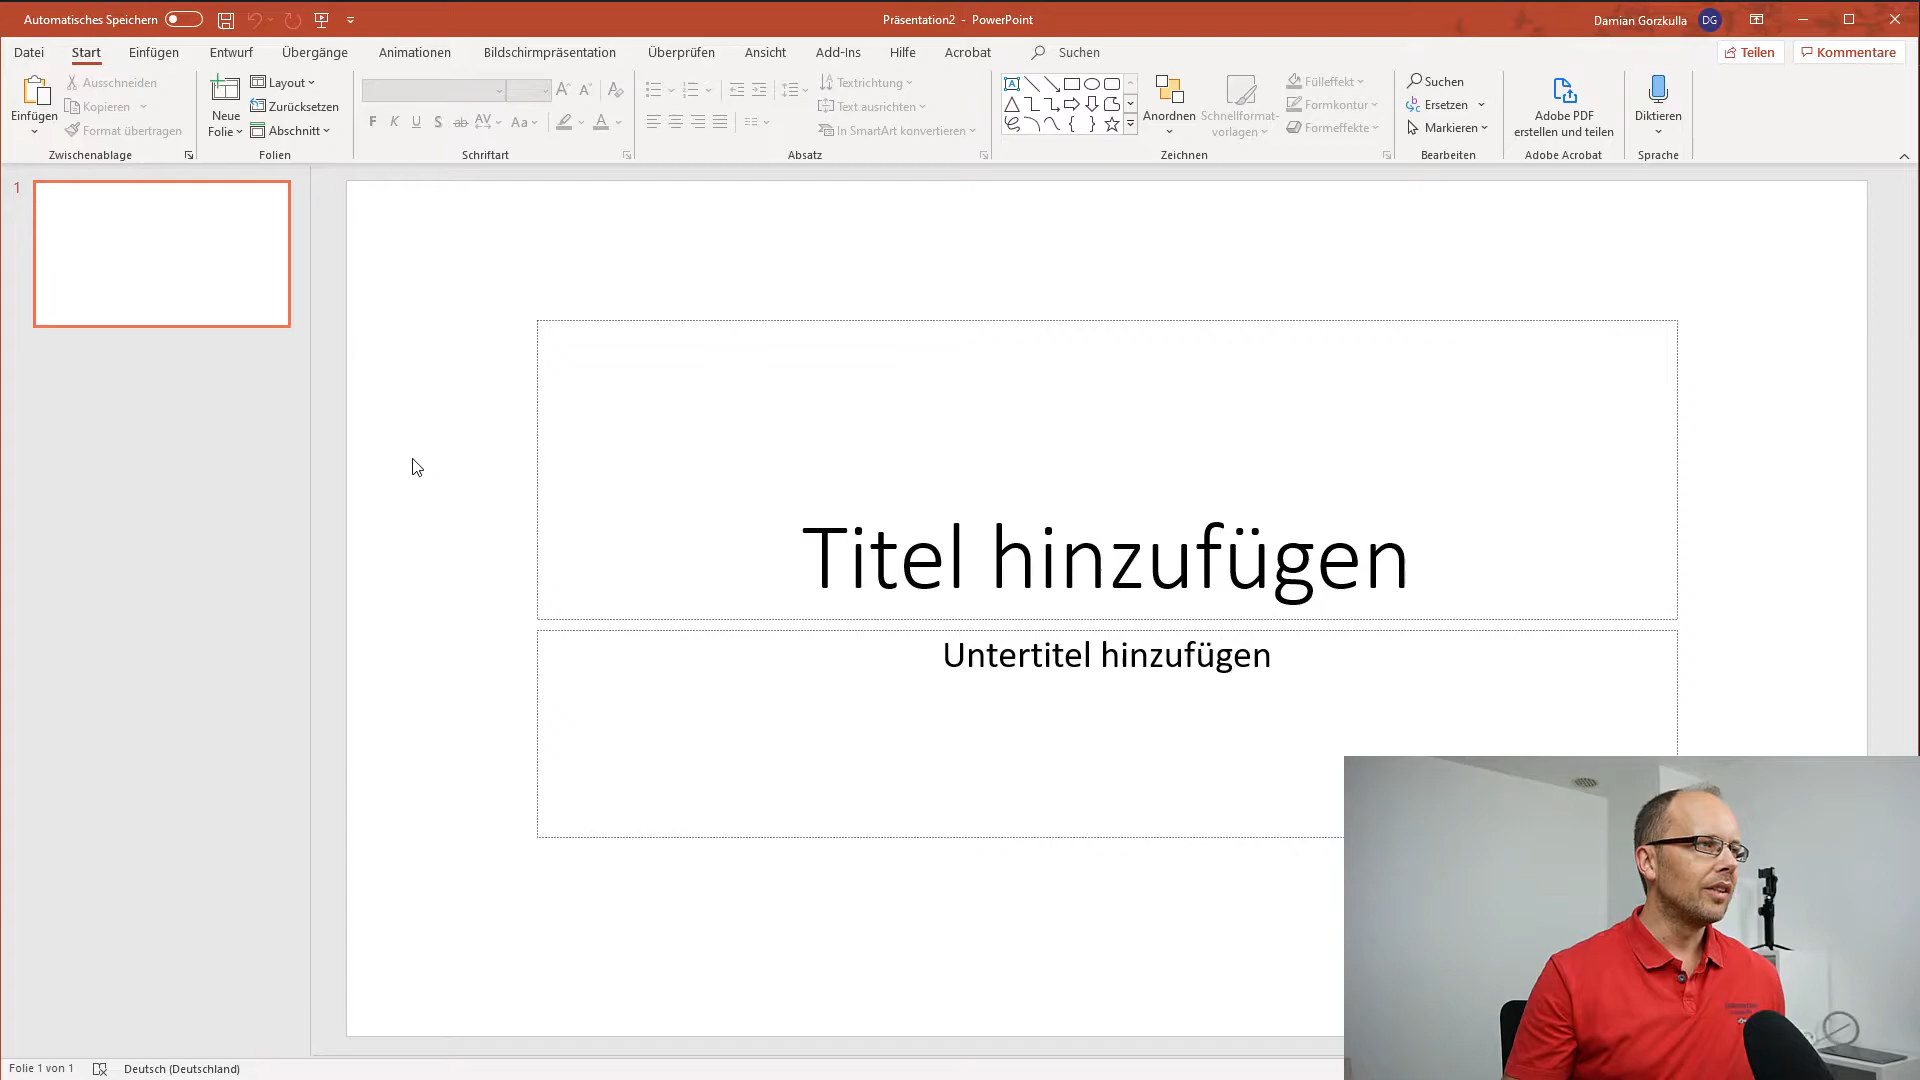 Automatisches Speichern
Präsentation2 - PowerPoint
Damian Gorzkulla DG
Datei Start Einfügen Entwurf Übergänge Animationen Bildschirmpräsentation Überprüfen Ansicht Add-Ins Hilfe Acrobat Suchen Teilen Kommentare
Einfügen
Ausschneiden
Kopieren
Format übertragen
Zwischenablage
Neue Folie
Layout
Zurücksetzen
Abschnitt
Folien
F K U S ab AV Aa A
Schriftart
Textrichtung
Text ausrichten
In SmartArt konvertieren
Absatz
Anordnen
Schnellformat-
vorlagen
Fülleffekt
Formkontur
Formeffekte
Zeichnen
Suchen
Ersetzen
Markieren
Bearbeiten
Adobe PDF
erstellen und teilen
Adobe Acrobat
Diktieren
Sprache
1
Titel hinzufügen
Untertitel hinzufügen
Folie 1 von 1 Deutsch (Deutschland)